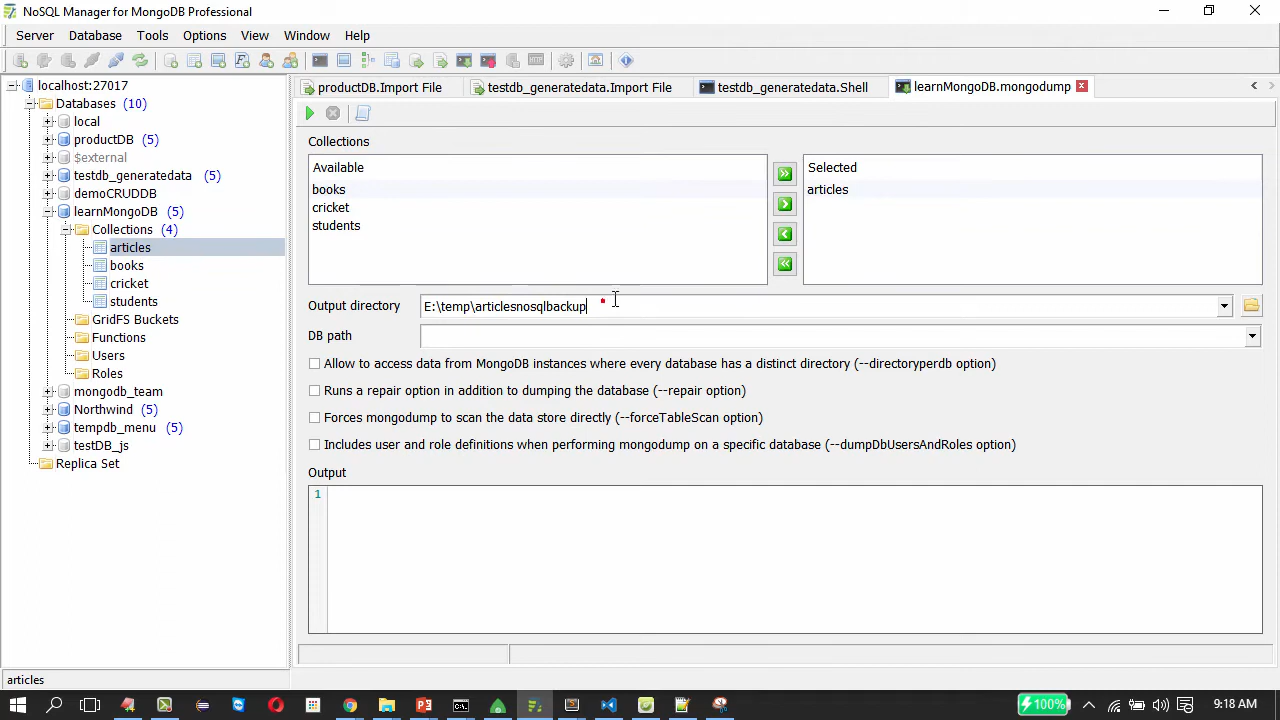 NoSQL Manager for MongoDB Professional
Server Database Tools Options View Window Help
localhost:27017
Databases (10)
local
productDB (5)
$external
testdb_generatedata (5)
demoCRUDDB
learnMongoDB (5)
Collections (4)
articles
books
cricket
students
GridFS Buckets
Functions
Users
Roles
mongodb_team
Northwind (5)
tempdb_menu (5)
testDB_js
Replica Set
productDB.Import File testdb_generatedata.Import File testdb_generatedata.Shell learnMongoDB.mongodump
Collections
Available
books
cricket
students
Selected
articles
Output directory E:\temp\articlesnosqlbackup
DB path
Allow to access data from MongoDB instances where every database has a distinct directory (--directoryperdb option)
Runs a repair option in addition to dumping the database (--repair option)
Forces mongodump to scan the data store directly (--forceTableScan option)
Includes user and role definitions when performing mongodump on a specific database (--dumpDbUsersAndRoles option)
Output
1
articles
100% 9:18 AM